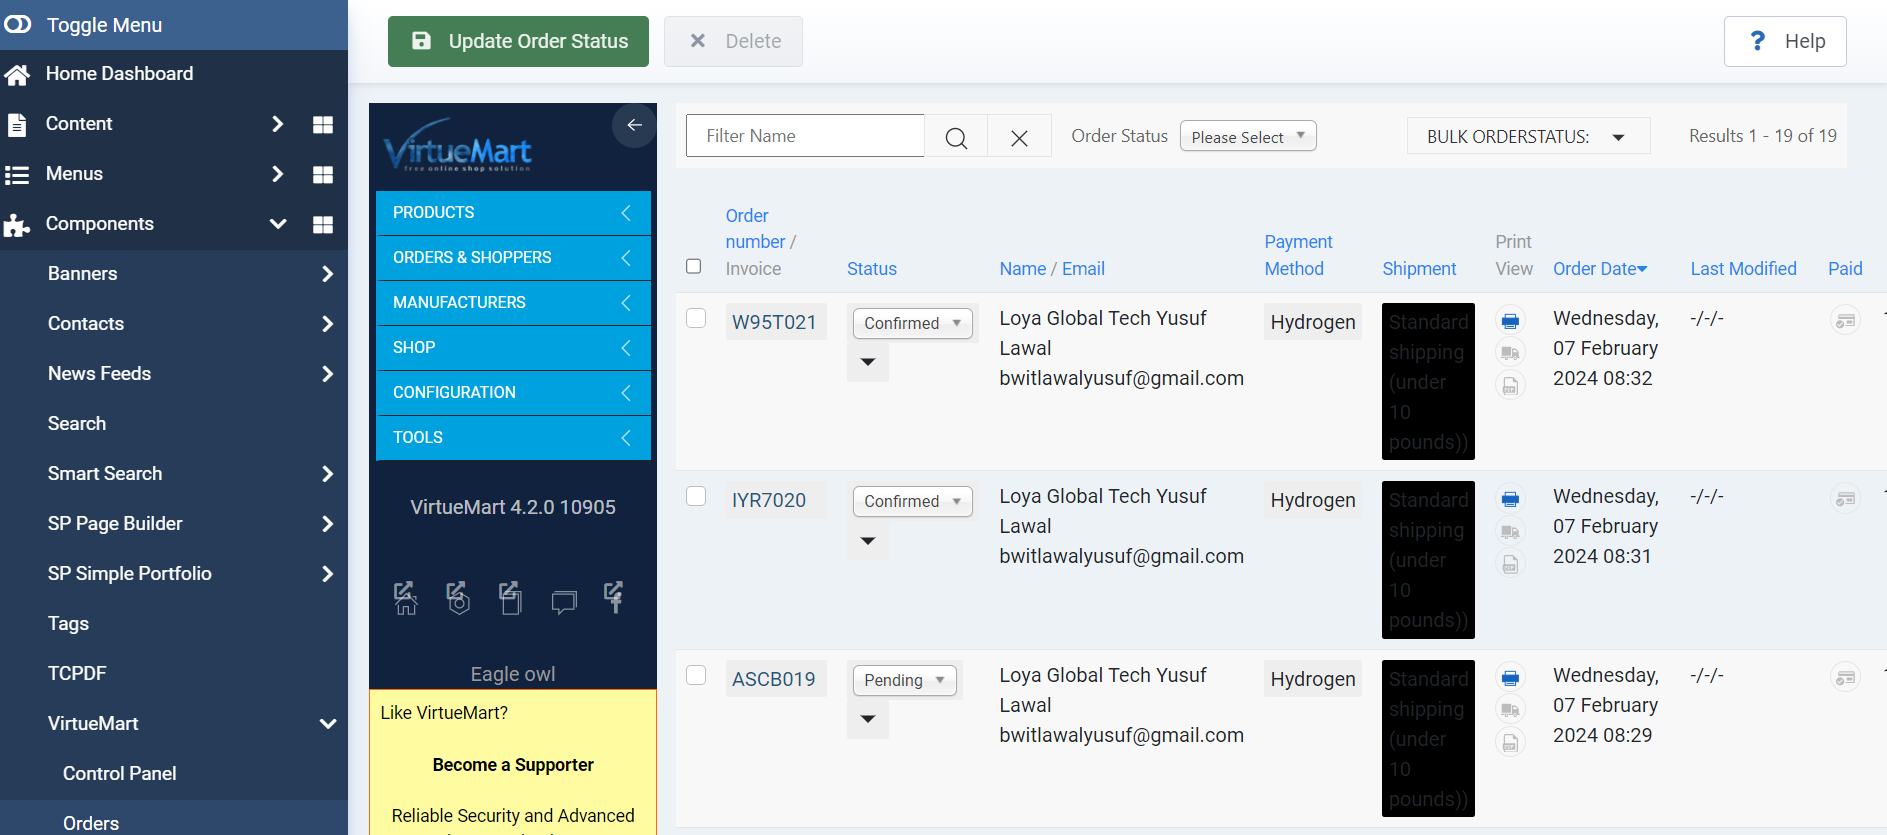 Toggle Menu
Home Dashboard
Content
Menus
Components
Banners
Contacts
News Feeds
Search
Smart Search
SP Page Builder
SP Simple Portfolio
Tags
TCPDF
VirtueMart
Control Panel
Orders
Update Order Status
Delete
? Help
VirtueMart
free online shop solution
PRODUCTS
ORDERS & SHOPPERS
MANUFACTURERS
SHOP
CONFIGURATION
TOOLS
VirtueMart 4.2.0 10905
Eagle owl
Like VirtueMart?
Become a Supporter
Reliable Security and Advanced
Filter Name
Order Status
Please Select
BULK ORDERSTATUS:
Results 1 - 19 of 19
Order
number /
Invoice
Status
Name / Email
Payment
Method
Shipment
Print
View
Order Date
Last Modified
Paid
W95T021
Confirmed
Loya Global Tech Yusuf
Lawal
bwitlawalyusuf@gmail.com
Hydrogen
Standard
shipping
(under
10
pounds))
Wednesday,
07 February
2024 08:32
-/-/-
IYR7020
Confirmed
Loya Global Tech Yusuf
Lawal
bwitlawalyusuf@gmail.com
Hydrogen
Standard
shipping
(under
10
pounds))
Wednesday,
07 February
2024 08:31
-/-/-
ASCB019
Pending
Loya Global Tech Yusuf
Lawal
bwitlawalyusuf@gmail.com
Hydrogen
Standard
shipping
(under
10
pounds))
Wednesday,
07 February
2024 08:29
-/-/-